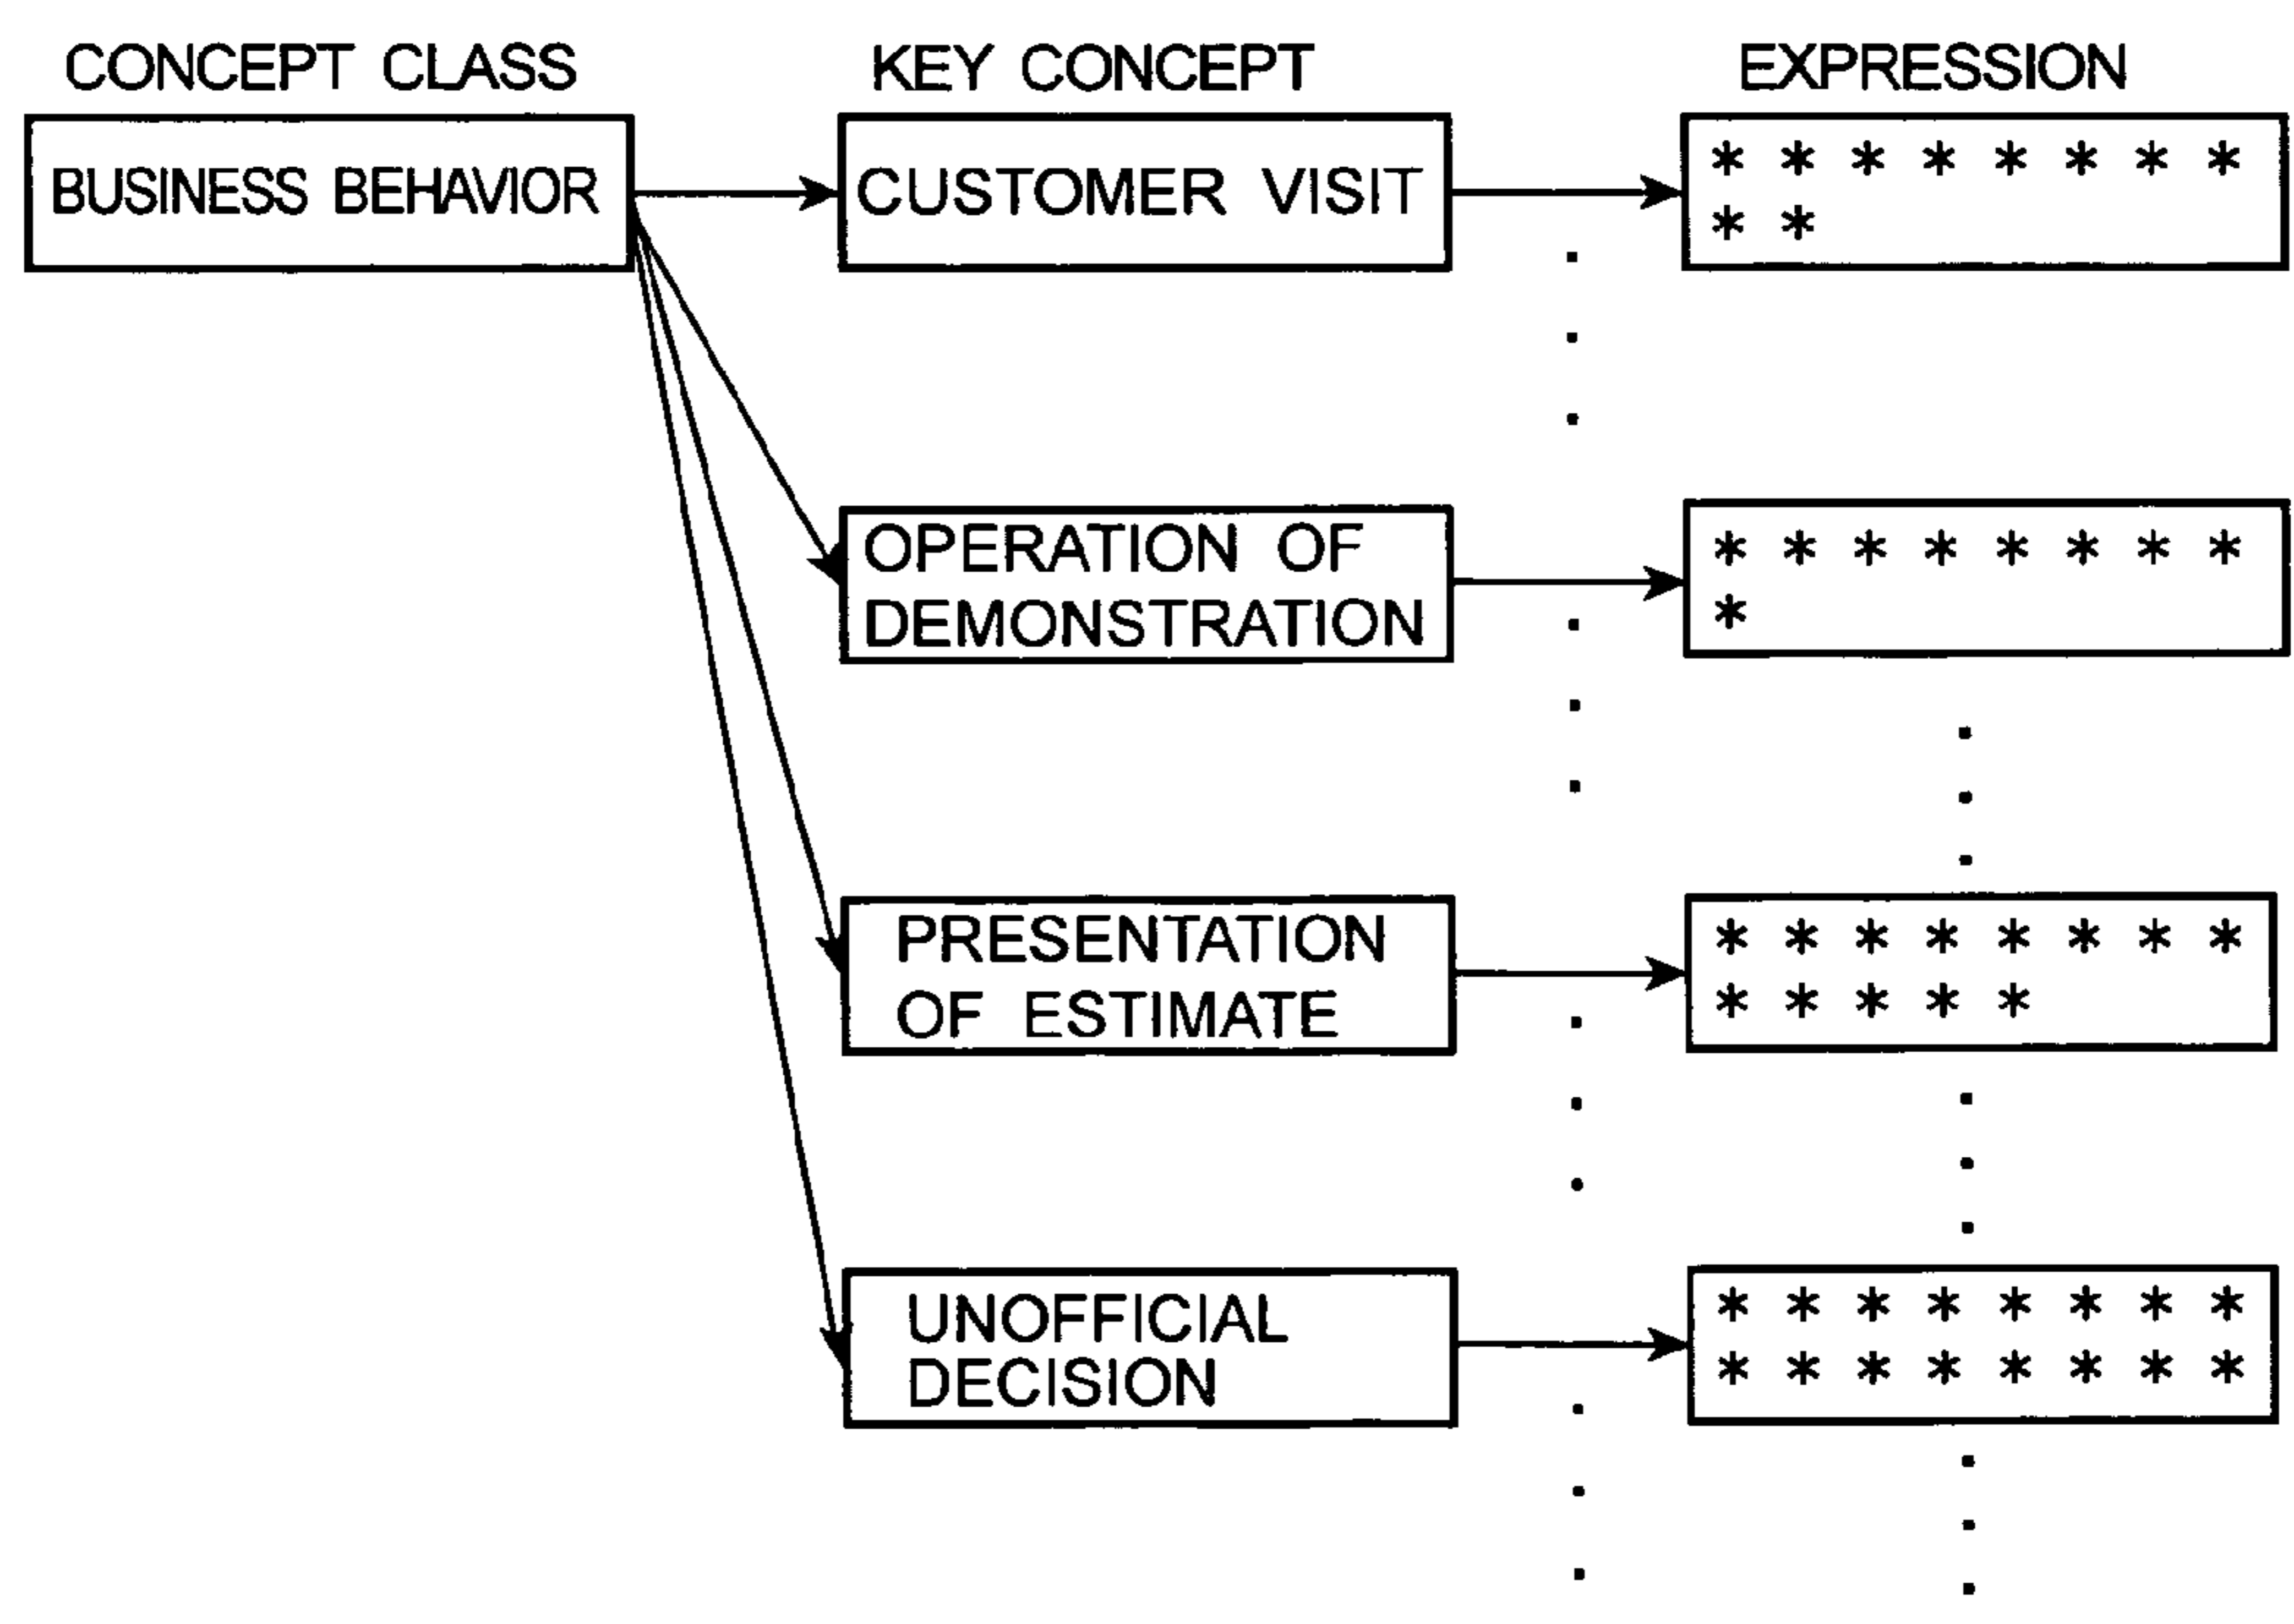 CONCEPT CLASS
KEY CONCEPT
EXPRESSION
BUSINESS BEHAVIOR
CUSTOMER VISIT
* * * * * * * *
* *
OPERATION OF
DEMONSTRATION
* * * * * * * *
*
PRESENTATION
OF ESTIMATE
* * * * * * * *
* * * * *
UNOFFICIAL
DECISION
* * * * * * * *
* * * * * * * *